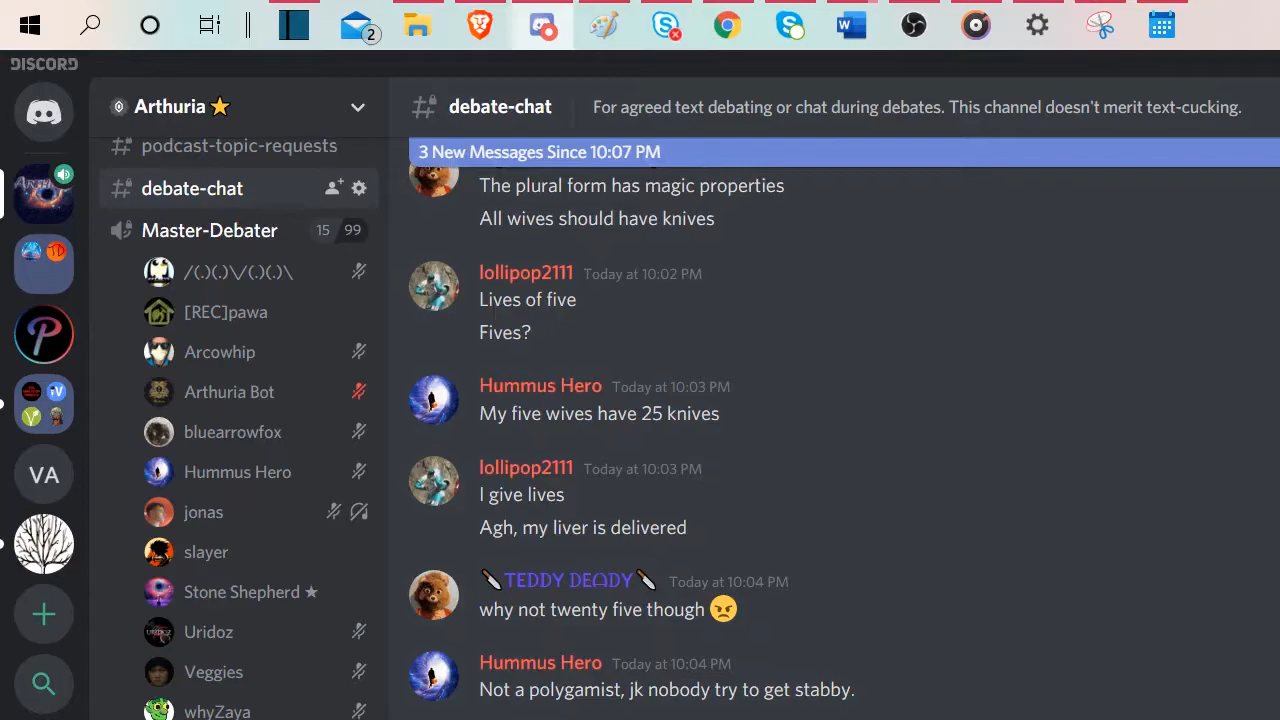 2
DISCORD
Arthuria
debate-chat
For agreed text debating or chat during debates. This channel doesn't merit text-cucking.
podcast-topic-requests
debate-chat
Master-Debater
15 99
/(.)(.)\/(.)(.)\
[REC]pawa
Arcowhip
Arthuria Bot
bluearrowfox
Hummus Hero
jonas
slayer
Stone Shepherd ★
Uridoz
Veggies
whyZaya
VA
3 New Messages Since 10:07 PM
The plural form has magic properties
All wives should have knives
lollipop2111 Today at 10:02 PM
Lives of five
Fives?
Hummus Hero Today at 10:03 PM
My five wives have 25 knives
lollipop2111 Today at 10:03 PM
I give lives
Agh, my liver is delivered
🔪TEDDY DEᗝDY🔪 Today at 10:04 PM
why not twenty five though 😠
Hummus Hero Today at 10:04 PM
Not a polygamist, jk nobody try to get stabby.